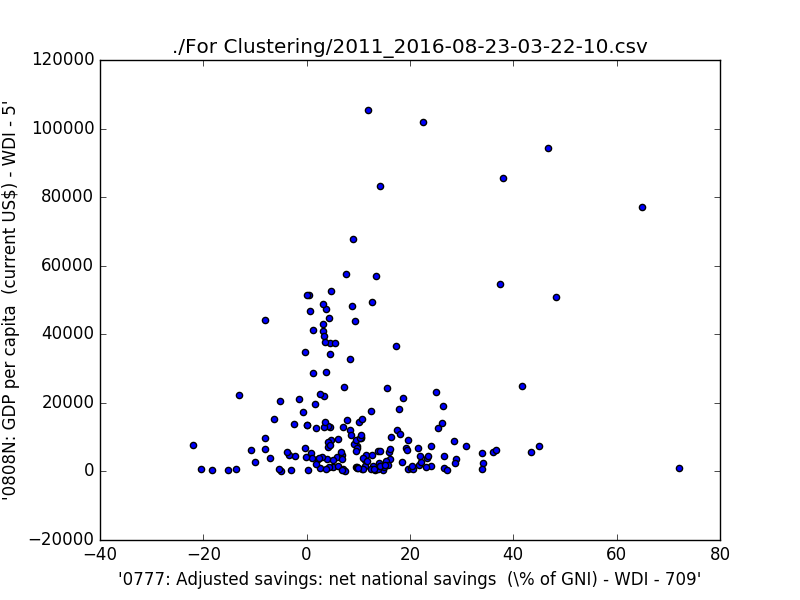 ./For Clustering/2011_2016-08-23-03-22-10.csv
120000
100000
80000
60000
40000
20000
0
−20000
'0808N: GDP per capita (current US$) - WDI - 5'
−40 −20 0 20 40 60 80
'0777: Adjusted savings: net national savings (\% of GNI) - WDI - 709'